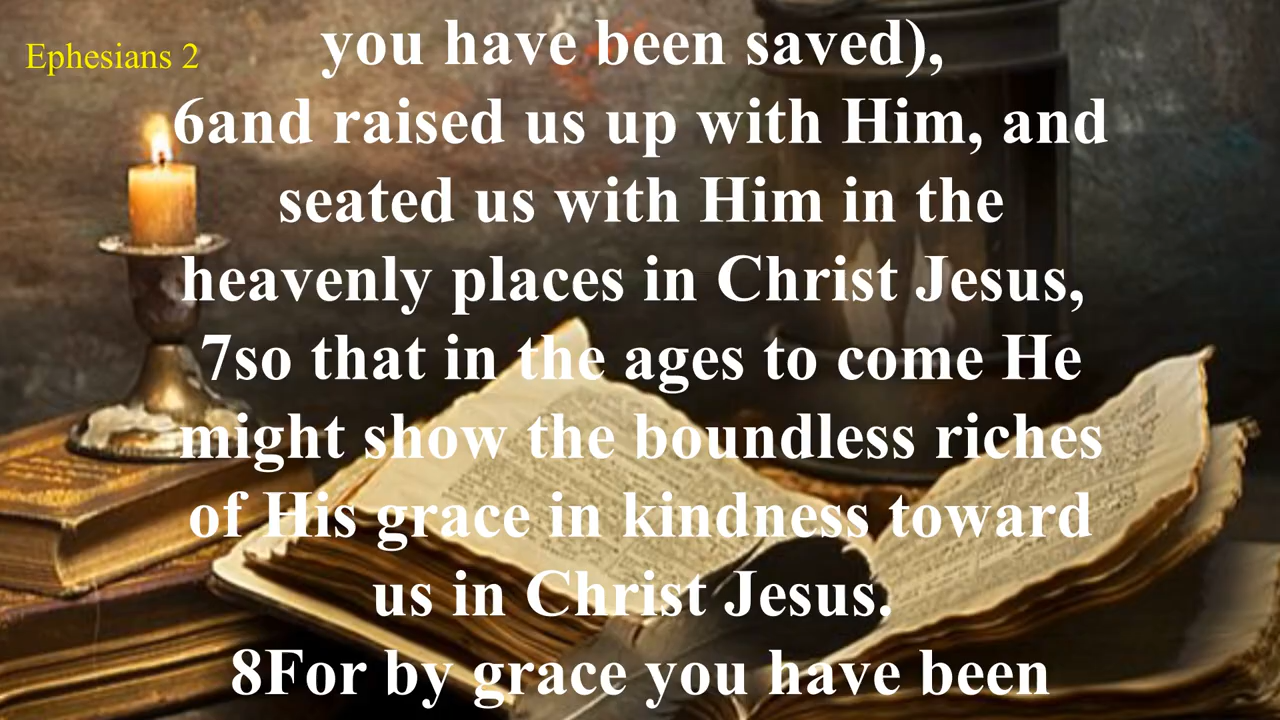 Ephesians 2
you have been saved),
6and raised us up with Him, and
seated us with Him in the
heavenly places in Christ Jesus,
7so that in the ages to come He
might show the boundless riches
of His grace in kindness toward
us in Christ Jesus.
8For by grace you have been